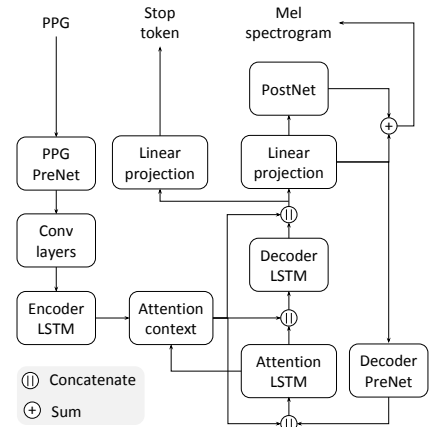 PPG
Stop
token
Mel
spectrogram
PostNet
PPG
PreNet
Linear
projection
Linear
projection
+
Conv
layers
||
Decoder
LSTM
Encoder
LSTM
Attention
context
||
Attention
LSTM
Decoder
PreNet
|| Concatenate
+ Sum
||